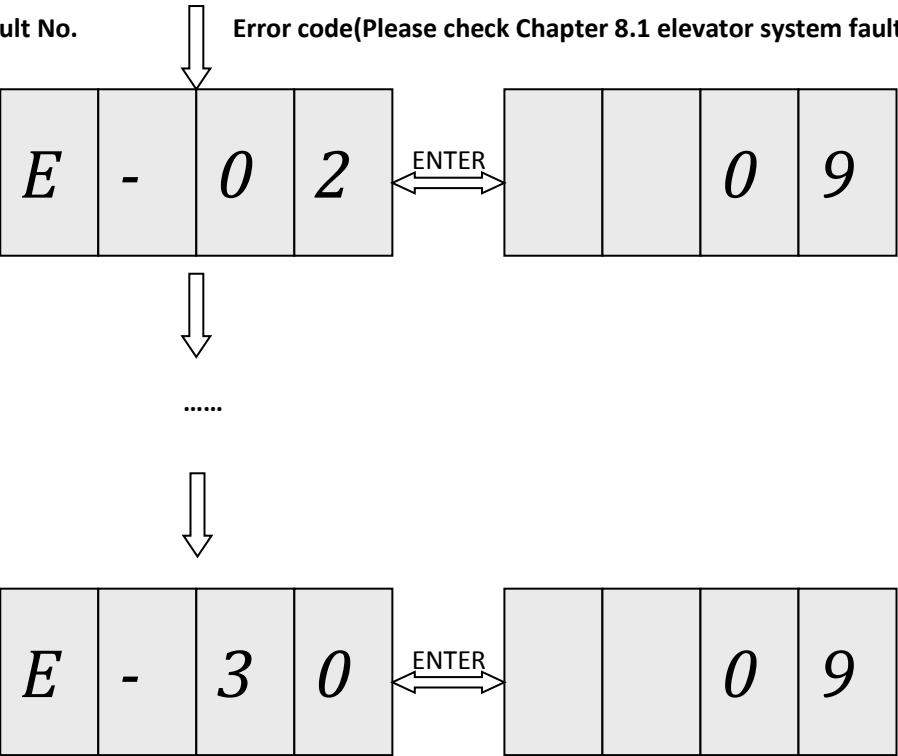 ult No. Error code(Please check Chapter 8.1 elevator system fault
E - 0 2 ENTER 0 9
......
E - 3 0 ENTER 0 9